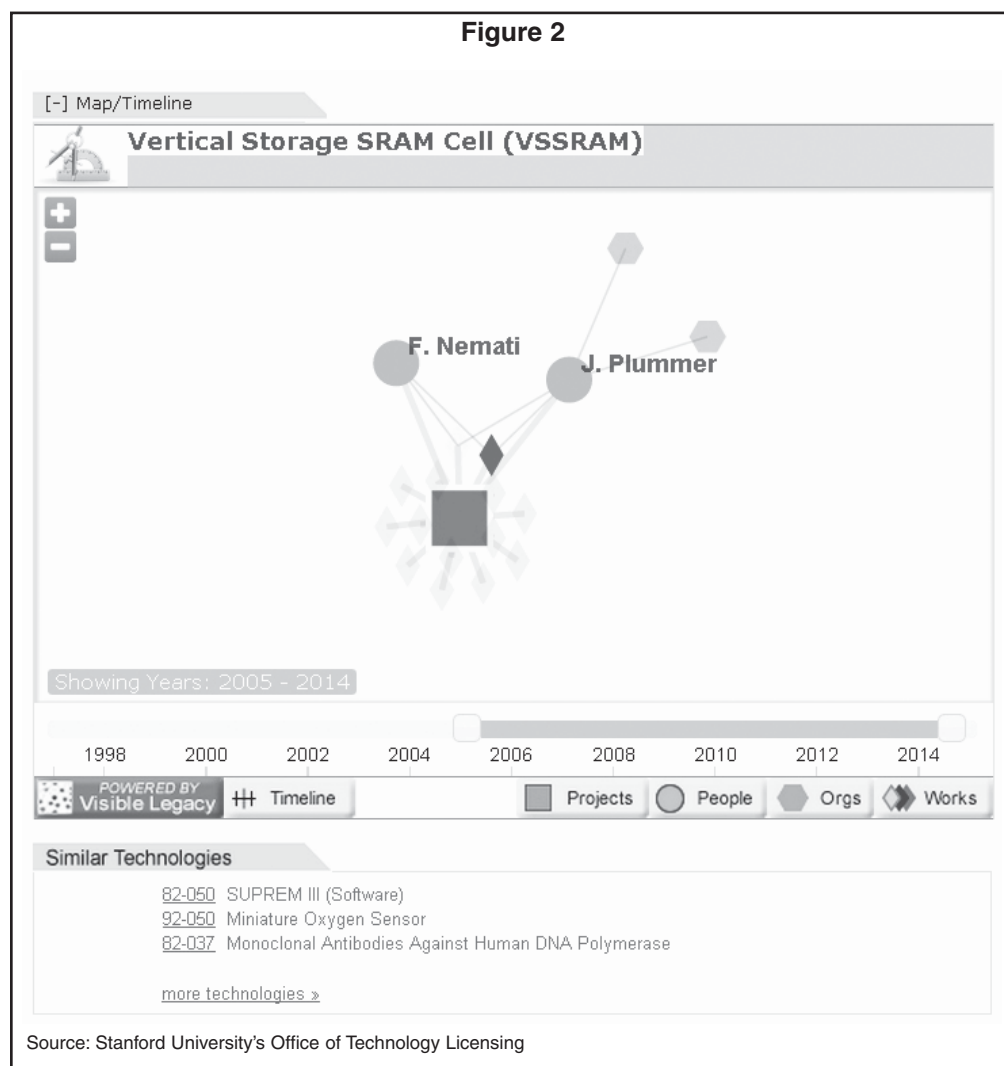 Figure 2
[-] Map/Timeline
Vertical Storage SRAM Cell (VSSRAM)
F. Nemati
J. Plummer
Showing Years: 2005 - 2014
1998 2000 2002 2004 2006 2008 2010 2012 2014
POWERED BY
Visible Legacy
Timeline Projects People Orgs Works
Similar Technologies
82-050 SUPREM III (Software)
92-050 Miniature Oxygen Sensor
82-037 Monoclonal Antibodies Against Human DNA Polymerase
more technologies »
Source: Stanford University's Office of Technology Licensing